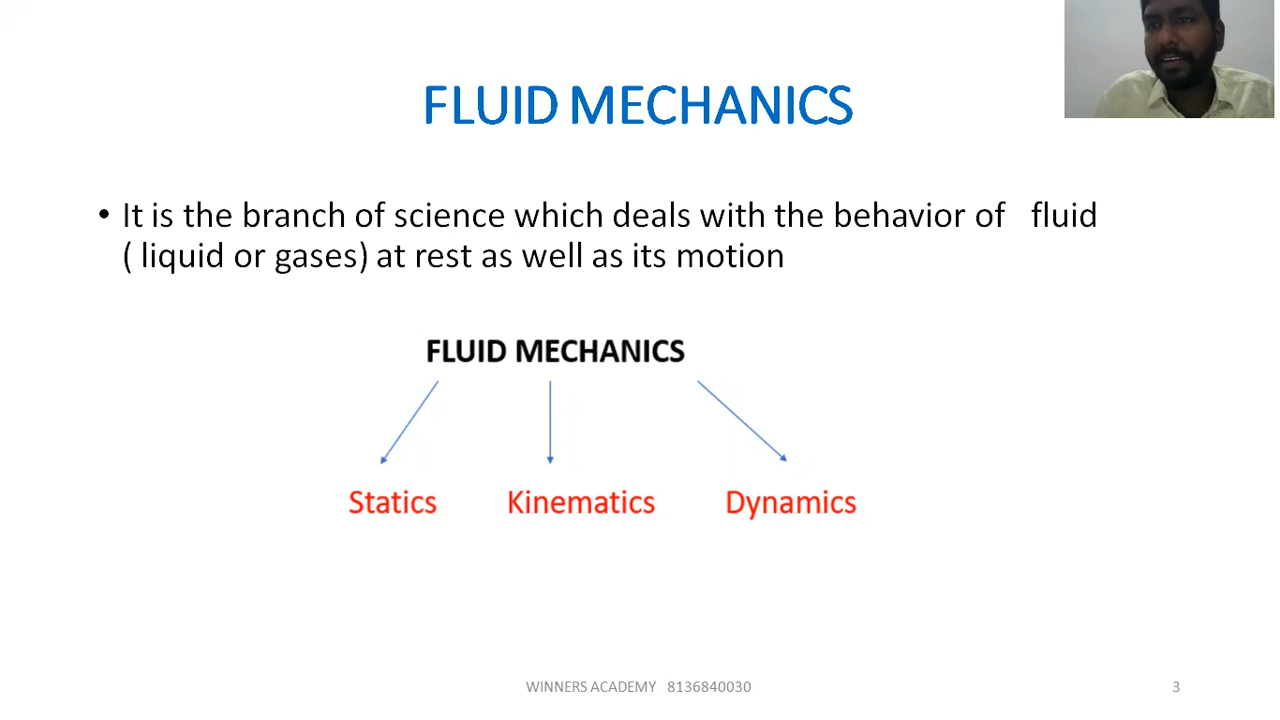 FLUID MECHANICS
• It is the branch of science which deals with the behavior of fluid
( liquid or gases) at rest as well as its motion
FLUID MECHANICS
Statics Kinematics Dynamics
WINNERS ACADEMY 8136840030 3